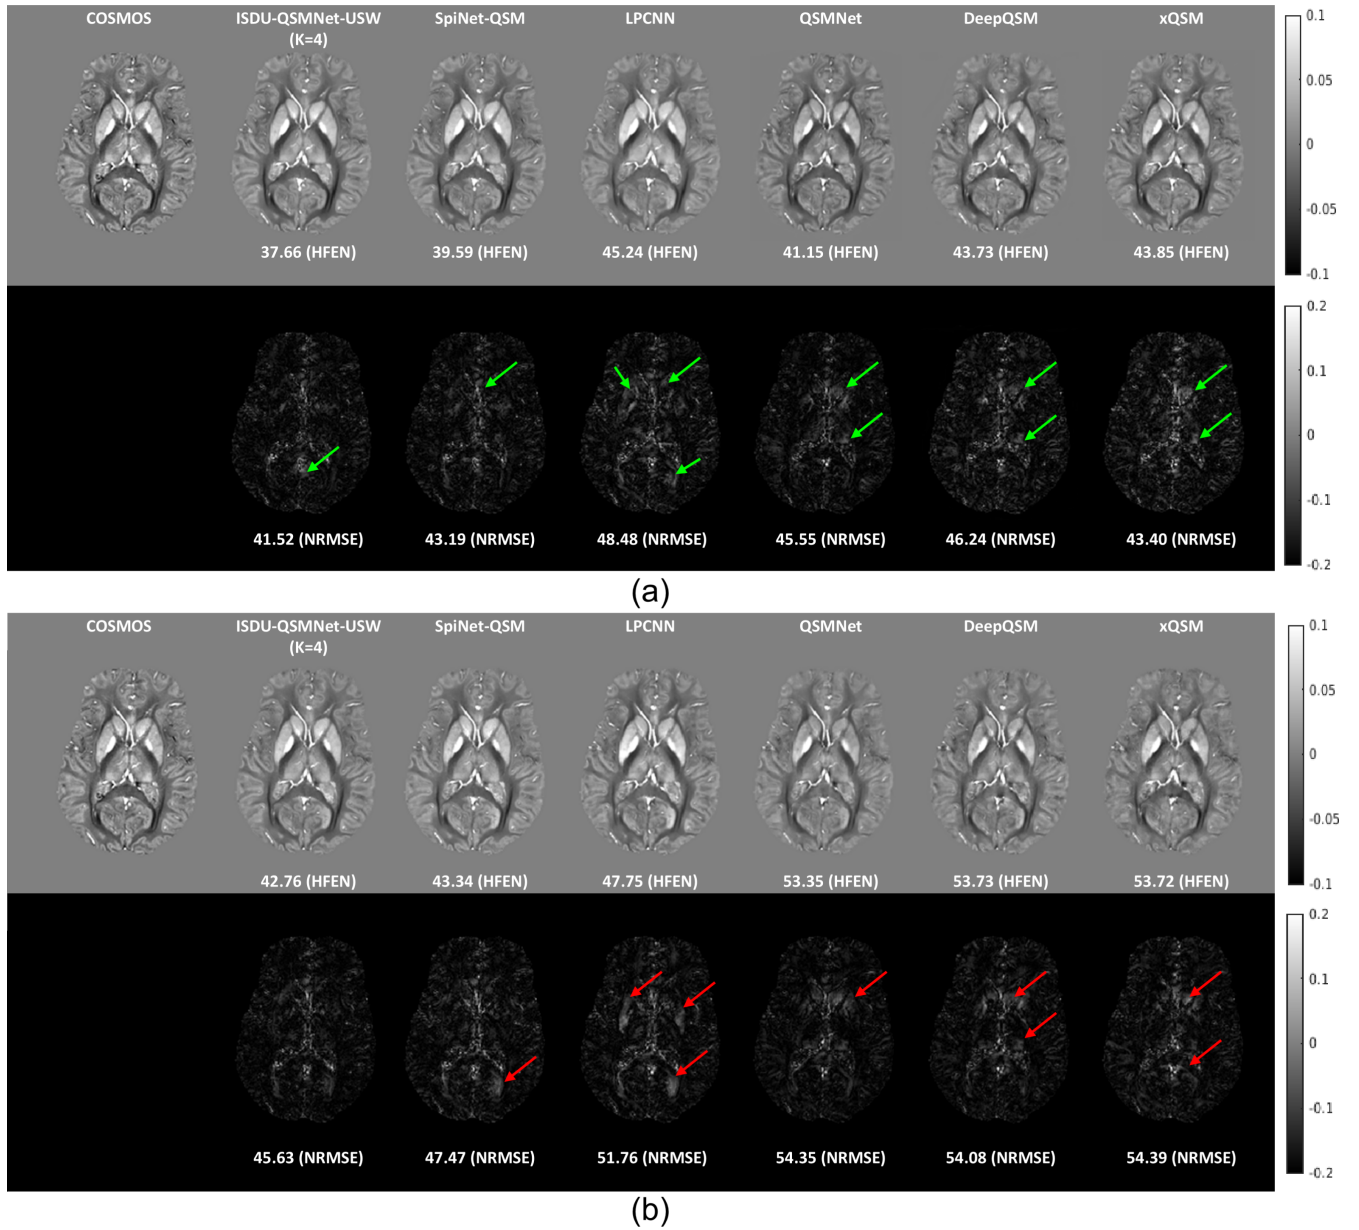 COSMOS ISDU-QSMNet-USW SpiNet-QSM LPCNN QSMNet DeepQSM xQSM
(K=4)
0.1
0.05
0
-0.05
-0.1
37.66 (HFEN) 39.59 (HFEN) 45.24 (HFEN) 41.15 (HFEN) 43.73 (HFEN) 43.85 (HFEN)
0.2
0.1
0
-0.1
-0.2
41.52 (NRMSE) 43.19 (NRMSE) 48.48 (NRMSE) 45.55 (NRMSE) 46.24 (NRMSE) 43.40 (NRMSE)
(a)
COSMOS ISDU-QSMNet-USW SpiNet-QSM LPCNN QSMNet DeepQSM xQSM
(K=4)
0.1
0.05
0
-0.05
-0.1
42.76 (HFEN) 43.34 (HFEN) 47.75 (HFEN) 53.35 (HFEN) 53.73 (HFEN) 53.72 (HFEN)
0.2
0.1
0
-0.1
-0.2
45.63 (NRMSE) 47.47 (NRMSE) 51.76 (NRMSE) 54.35 (NRMSE) 54.08 (NRMSE) 54.39 (NRMSE)
(b)